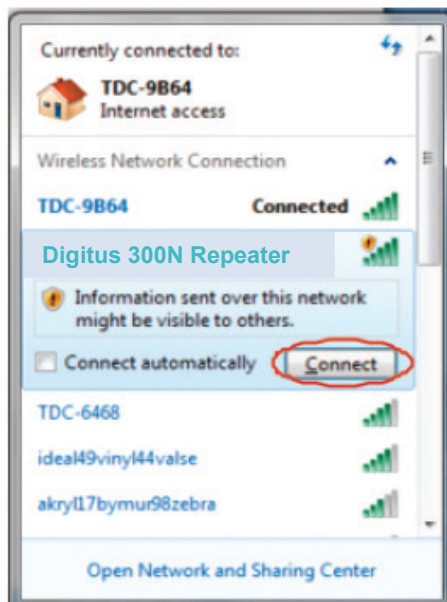 Currently connected to:
TDC-9B64
Internet access
Wireless Network Connection
TDC-9B64 Connected
Digitus 300N Repeater
Information sent over this network
might be visible to others.
Connect automatically Connect
TDC-6468
ideal49vinyl44valse
akryl17bymur98zebra
Open Network and Sharing Center